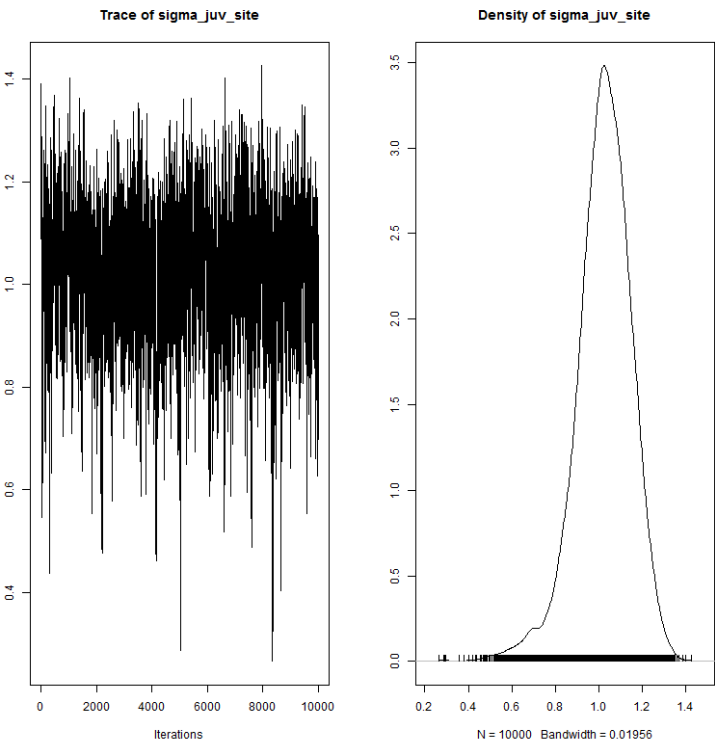 Trace of sigma_juv_site
1.4
1.2
1.0
0.8
0.6
0.4
0 2000 4000 6000 8000 10000
Iterations
Density of sigma_juv_site
3.5
3.0
2.5
2.0
1.5
1.0
0.5
0.0
0.2 0.4 0.6 0.8 1.0 1.2 1.4
N = 10000 Bandwidth = 0.01956